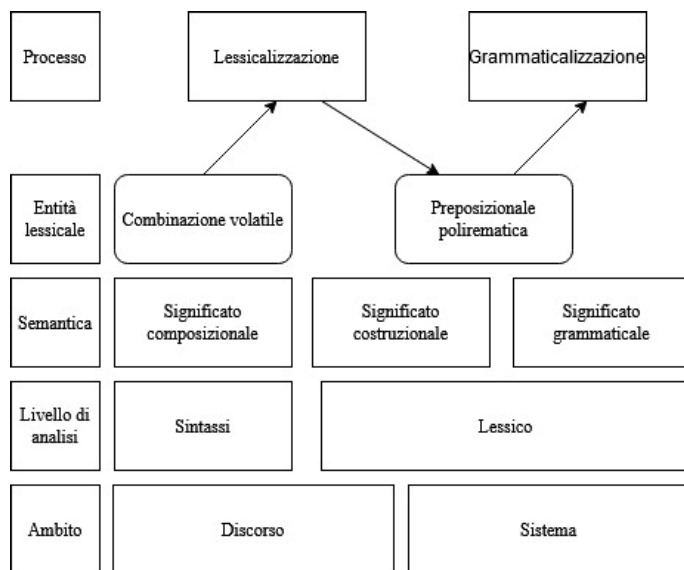 Processo
Lessicalizzazione
Grammaticalizzazione
Entità
lessicale
Combinazione volatile
Preposizionale
polirematica
Semantica
Significato
composizionale
Significato
costruzionale
Significato
grammaticale
Livello di
analisi
Sintassi
Lessico
Ambito
Discorso
Sistema